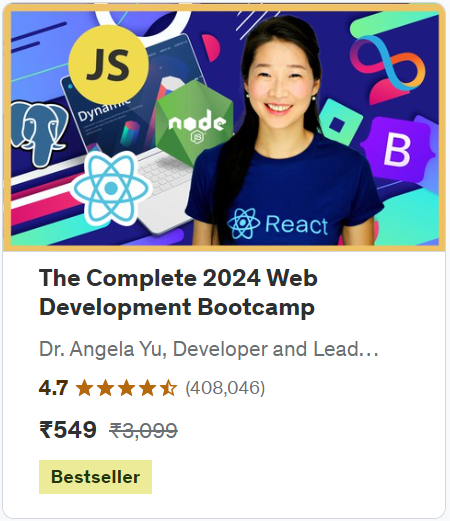 JS
Dynamic
node
JS
B
React
The Complete 2024 Web
Development Bootcamp
Dr. Angela Yu, Developer and Lead...
4.7 (408,046)
₹549 ₹3,099
Bestseller